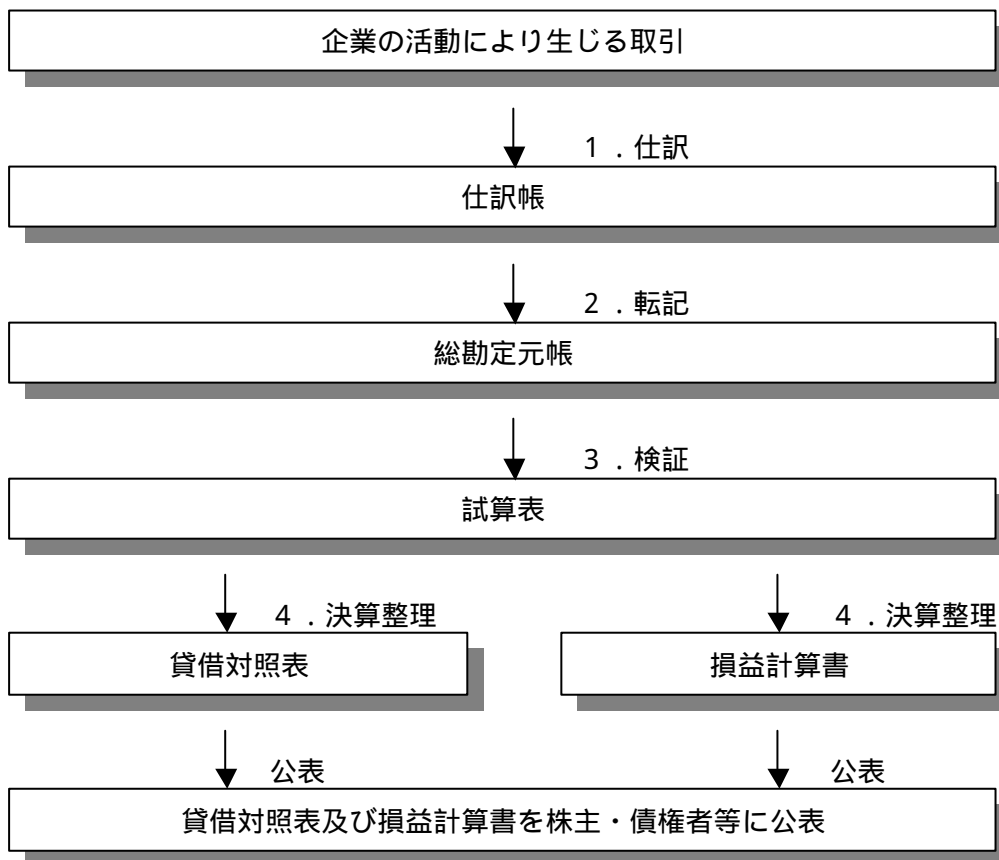 企業の活動により生じる取引
１．仕訳
仕訳帳
２．転記
総勘定元帳
３．検証
試算表
４．決算整理
４．決算整理
貸借対照表
損益計算書
公表
公表
貸借対照表及び損益計算書を株主・債権者等に公表